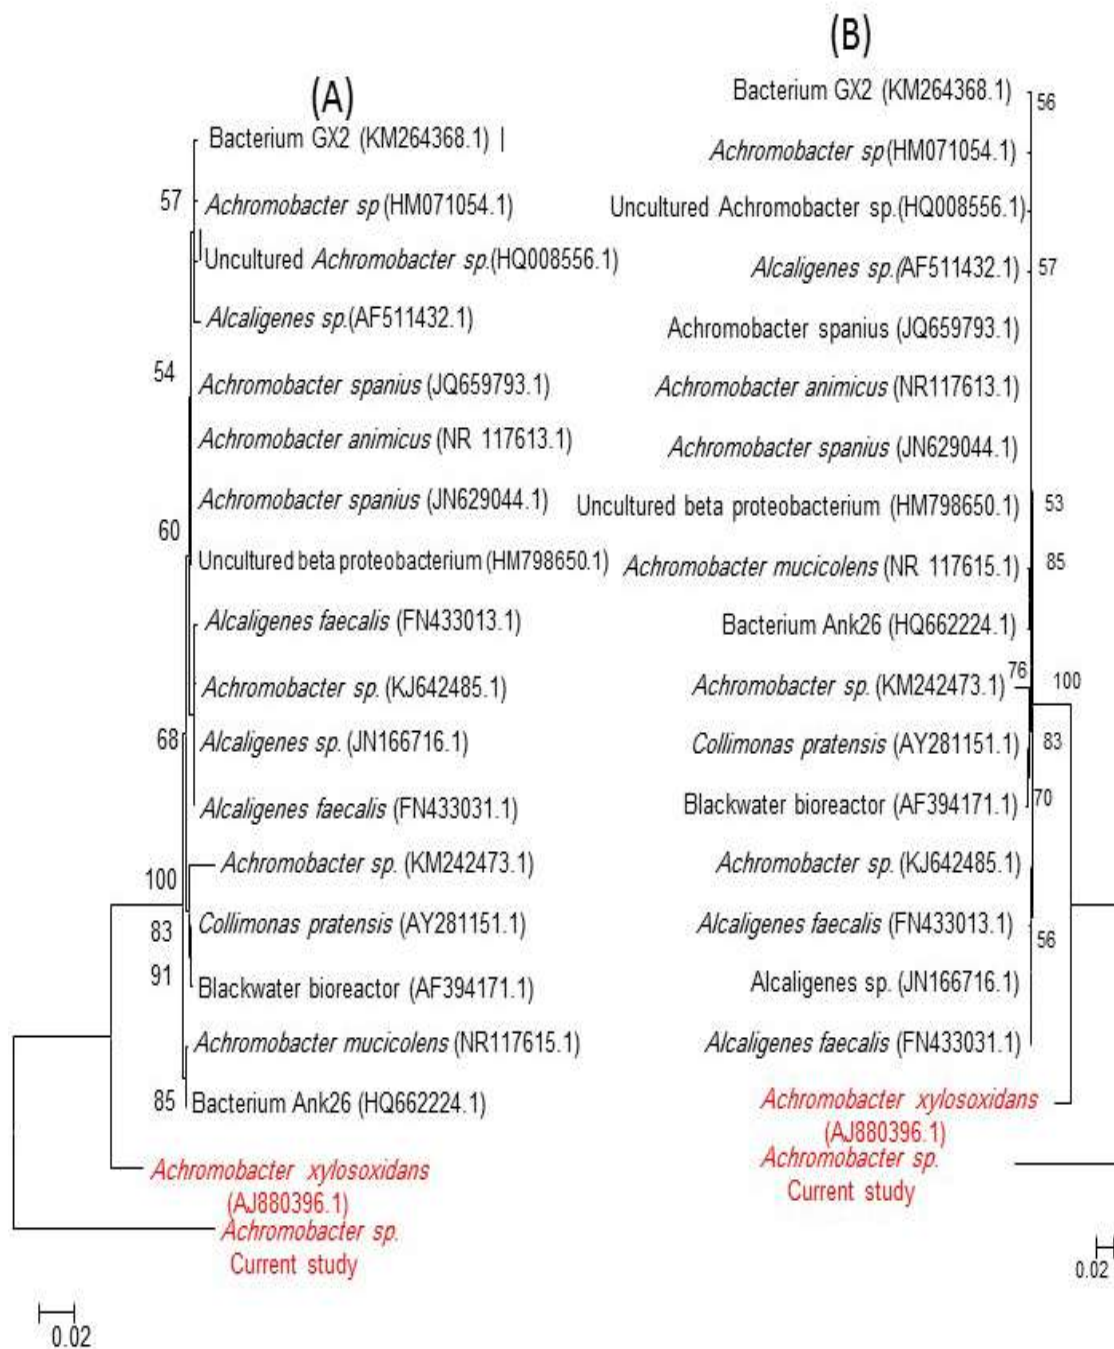 (A)
Bacterium GX2 (KM264368.1) |
57
Achromobacter sp(HM071054.1)
Uncultured Achromobacter sp.(HQ008556.1)
Alcaligenes sp.(AF511432.1)
54
Achromobacter spanius (JQ659793.1)
Achromobacter animicus (NR 117613.1)
Achromobacter spanius (JN629044.1)
60
Uncultured beta proteobacterium (HM798650.1)
Alcaligenes faecalis (FN433013.1)
Achromobacter sp. (KJ642485.1)
68
Alcaligenes sp. (JN166716.1)
Alcaligenes faecalis (FN433031.1)
Achromobacter sp. (KM242473.1)
100
Collimonas pratensis (AY281151.1)
83
91
Blackwater bioreactor (AF394171.1)
Achromobacter mucicolens (NR117615.1)
85
Bacterium Ank26 (HQ662224.1)
Achromobacter xylosoxidans
(AJ880396.1)
Achromobacter sp.
Current study
0.02
(B)
Bacterium GX2 (KM264368.1)
56
Achromobacter sp(HM071054.1)
Uncultured Achromobacter sp.(HQ008556.1)
Alcaligenes sp.(AF511432.1)
57
Achromobacter spanius (JQ659793.1)
Achromobacter animicus (NR117613.1)
Achromobacter spanius (JN629044.1)
Uncultured beta proteobacterium (HM798650.1)
53
Achromobacter mucicolens (NR 117615.1)
85
Bacterium Ank26 (HQ662224.1)
Achromobacter sp. (KM242473.1)
76
100
Collimonas pratensis (AY281151.1)
83
Blackwater bioreactor (AF394171.1)
70
Achromobacter sp. (KJ642485.1)
Alcaligenes faecalis (FN433013.1)
56
Alcaligenes sp. (JN166716.1)
Alcaligenes faecalis (FN433031.1)
Achromobacter xylosoxidans
(AJ880396.1)
Achromobacter sp.
Current study
0.02